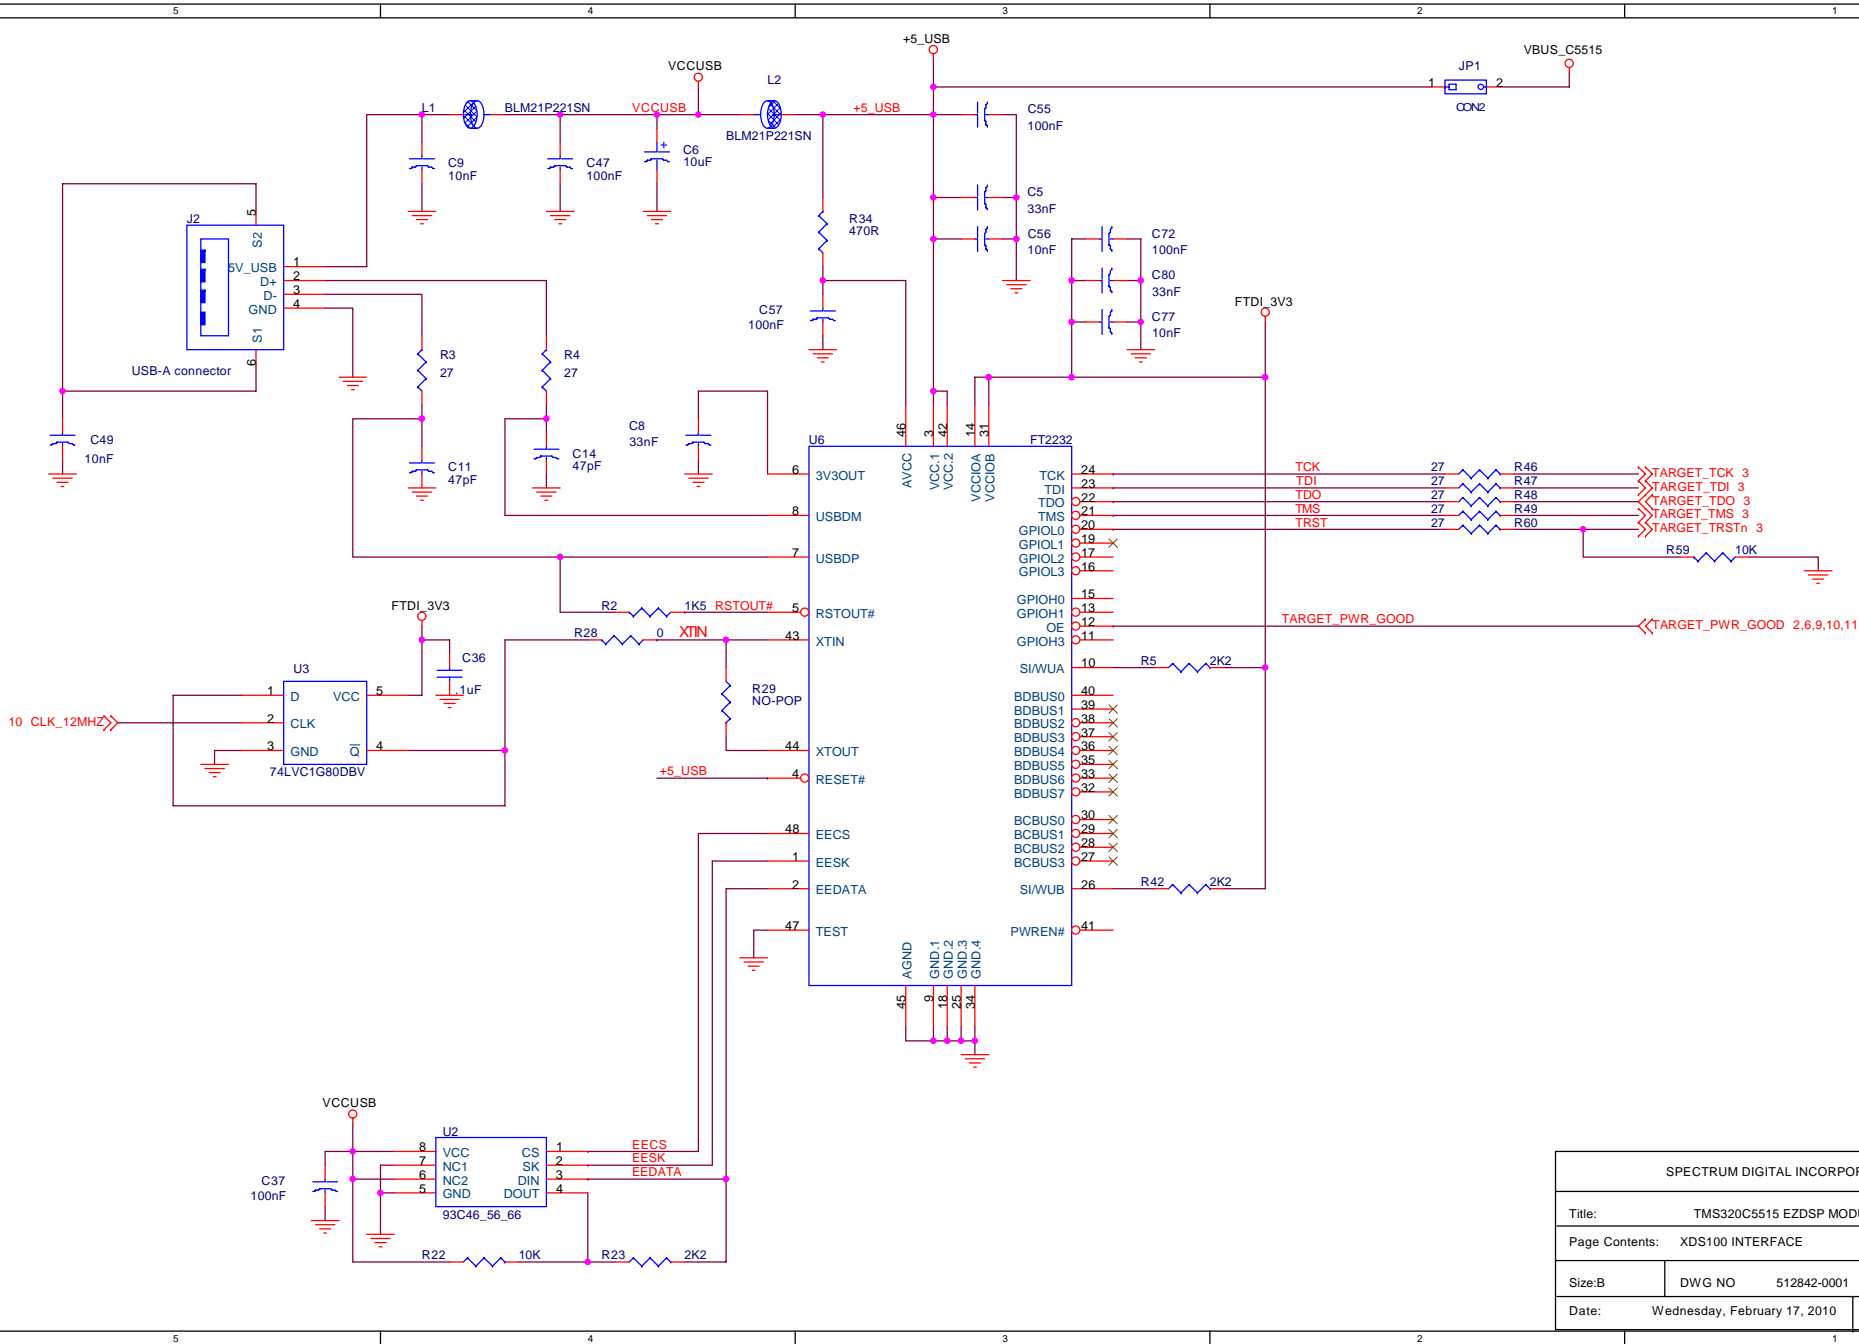 5 4 3 2 1
+5_USB
VCCUSB
L2
VBUS_C5515
JP1
1 2
CON2
L1 BLM21P221SN VCCUSB
+5_USB
BLM21P221SN
C55
100nF
C9
10nF
C47
100nF
C6
10uF
+
C5
33nF
C56
10nF
R34
470R
C72
100nF
C80
33nF
C77
10nF
FTDI_3V3
C57
100nF
J2
5
S2
5V_USB 1
D+ 2
D- 3
GND 4
S1
6
USB-A connector
R3
27
R4
27
C49
10nF
C11
47pF
C14
47pF
C8
33nF
U6
FT2232
46 3 42 14 31
AVCC VCC.1 VCC.2 VCCIOA VCCIOB
6 3V3OUT
8 USBDM
7 USBDP
5 RSTOUT#
43 XTIN
44 XTOUT
4 RESET#
48 EECS
1 EESK
2 EEDATA
47 TEST
TCK 24 TCK 27 R46 TARGET_TCK 3
TDI 23 TDI 27 R47 TARGET_TDI 3
TDO 22 TDO 27 R48 TARGET_TDO 3
TMS 21 TMS 27 R49 TARGET_TMS 3
GPIOL0 20 TRST 27 R60 TARGET_TRSTn 3
GPIOL1 19
GPIOL2 17
GPIOL3 16
R59 10K
GPIOH0 15
GPIOH1 13
OE 12 TARGET_PWR_GOOD TARGET_PWR_GOOD 2,6,9,10,11
GPIOH3 11
SI/WUA 10 R5 2K2
BDBUS0 40
BDBUS1 39
BDBUS2 38
BDBUS3 37
BDBUS4 36
BDBUS5 35
BDBUS6 33
BDBUS7 32
BCBUS0 30
BCBUS1 29
BCBUS2 28
BCBUS3 27
SI/WUB 26 R42 2K2
PWREN# 41
AGND GND.1 GND.2 GND.3 GND.4
45 9 18 25 34
R2 1K5 RSTOUT#
R28 0 XTIN
R29
NO-POP
+5_USB
FTDI_3V3
C36
.1uF
U3
10 CLK_12MHZ
1 D VCC 5
2 CLK
3 GND Q 4
74LVC1G80DBV
VCCUSB
U2
C37
100nF
8 VCC CS 1 EECS
7 NC1 SK 2 EESK
6 NC2 DIN 3 EEDATA
5 GND DOUT 4
93C46_56_66
R22 10K R23 2K2
SPECTRUM DIGITAL INCORPOR
Title: TMS320C5515 EZDSP MODU
Page Contents: XDS100 INTERFACE
Size:B DWG NO 512842-0001
Date: Wednesday, February 17, 2010
5 4 3 2 1